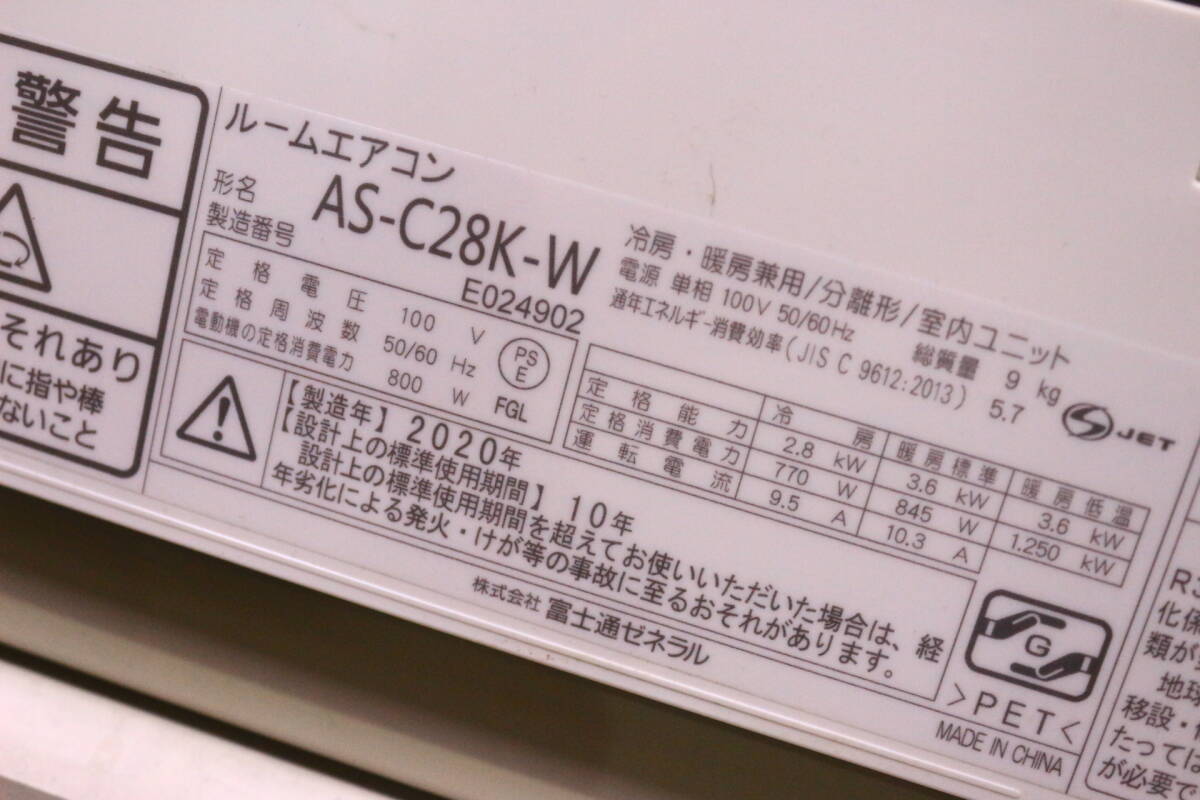 警告
それあり
に指や棒
ないこと
ルームエアコン
形名 AS-C28K-W
製造番号 E024902
定格電圧 100 V
定格周波数 50/60 Hz
電動機の定格消費電力 800 W
PS
E
FGL
冷房・暖房兼用/分離形/室内ユニット
電源 単相 100V 50/60Hz 総質量 9 kg
通年エネルギー消費効率(JIS C 9612:2013) 5.7
JET
冷房 暖房標準 暖房低温
定格能力 2.8 kW 3.6 kW 3.6 kW
定格消費電力 770 W 845 W 1.250 kW
運転電流 9.5 A 10.3 A
【製造年】2020年
【設計上の標準使用期間】10年
設計上の標準使用期間を超えてお使いいただいた場合は、経
年劣化による発火・けが等の事故に至るおそれがあります。
株式会社 富士通ゼネラル
G
>PET<
MADE IN CHINA
化
類が
地球
移設・
たっては
が必要で